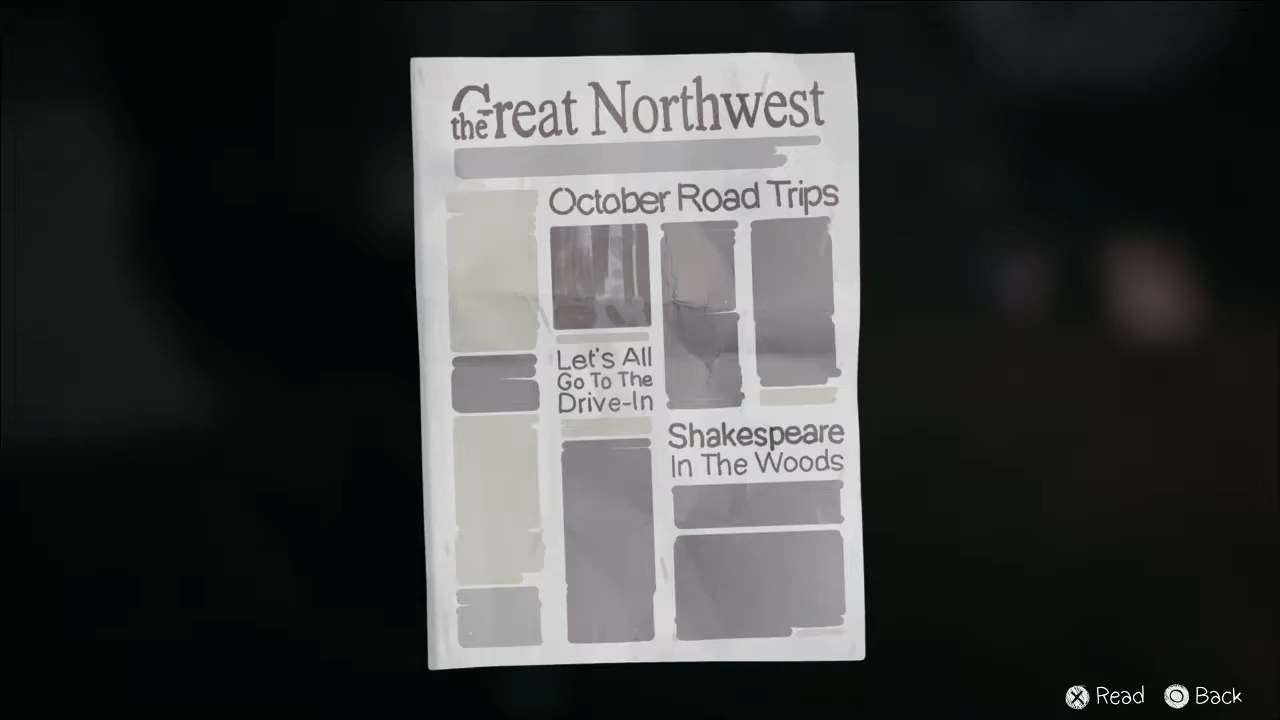 the Great Northwest
October Road Trips
Let's All
Go To The
Drive-In
Shakespeare
In The Woods
Read Back